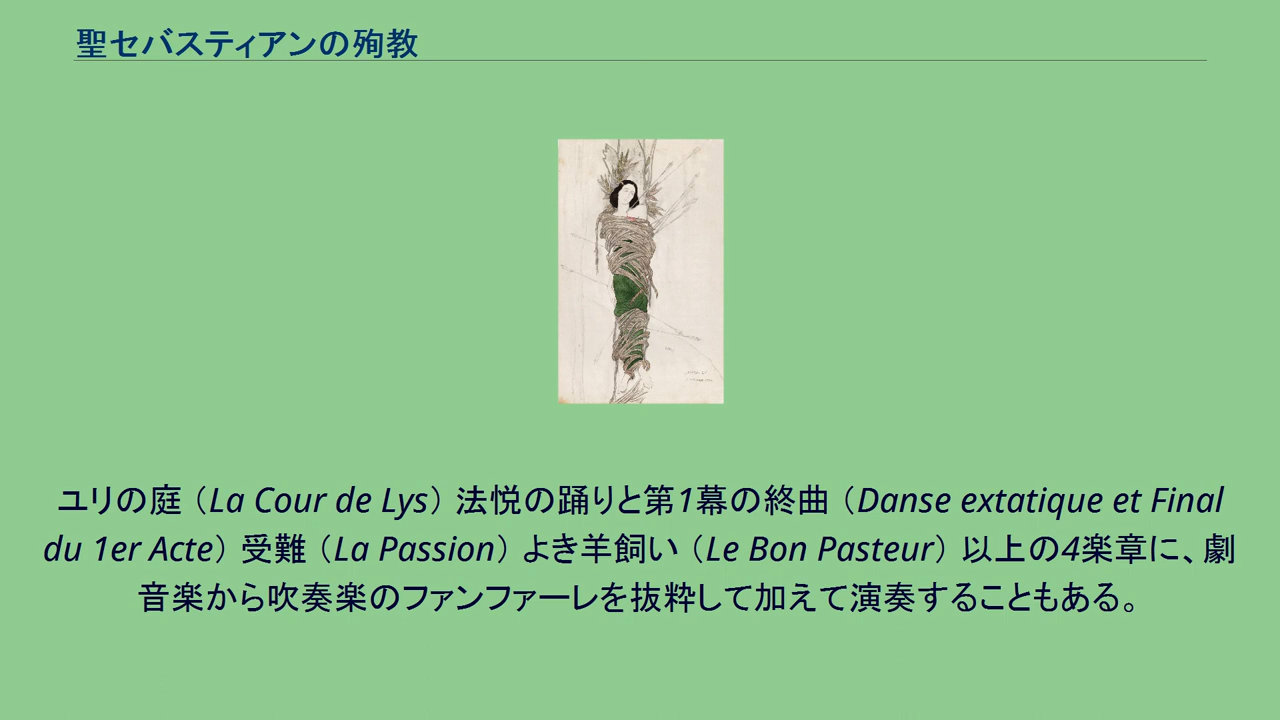 聖セバスティアンの殉教
ユリの庭（La Cour de Lys）法悦の踊りと第1幕の終曲（Danse extatique et Final
du 1er Acte）受難（La Passion）よき羊飼い（Le Bon Pasteur）以上の4楽章に、劇
音楽から吹奏楽のファンファーレを抜粋して加えて演奏することもある。